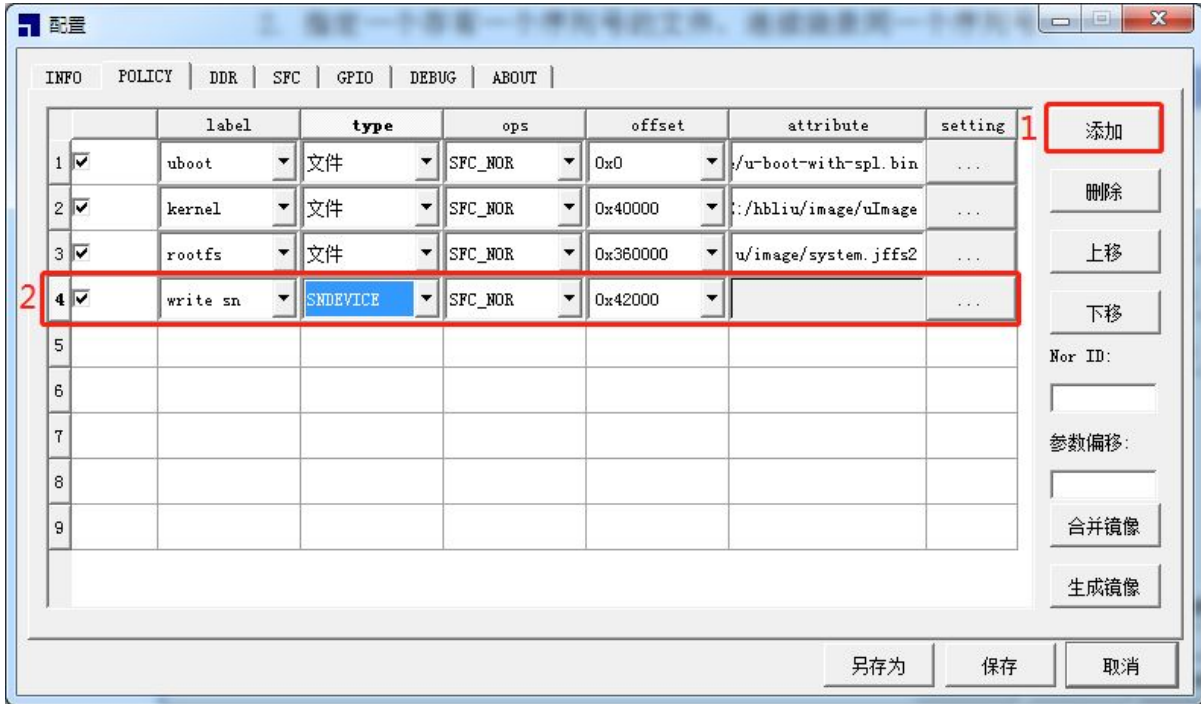 配置
INFO POLICY DDR SFC GPIO DEBUG ABOUT
label type ops offset attribute setting
1 添加
1 uboot 文件 SFC_NOR 0x0 /u-boot-with-spl.bin ...
删除
2 kernel 文件 SFC_NOR 0x40000 :/hbliu/image/uImage ...
3 rootfs 文件 SFC_NOR 0x360000 u/image/system.jffs2 ...
上移
2 4 write sn SNDEVICE SFC_NOR 0x42000 ...
下移
5
Nor ID:
6
7
参数偏移:
8
9
合并镜像
生成镜像
另存为 保存 取消